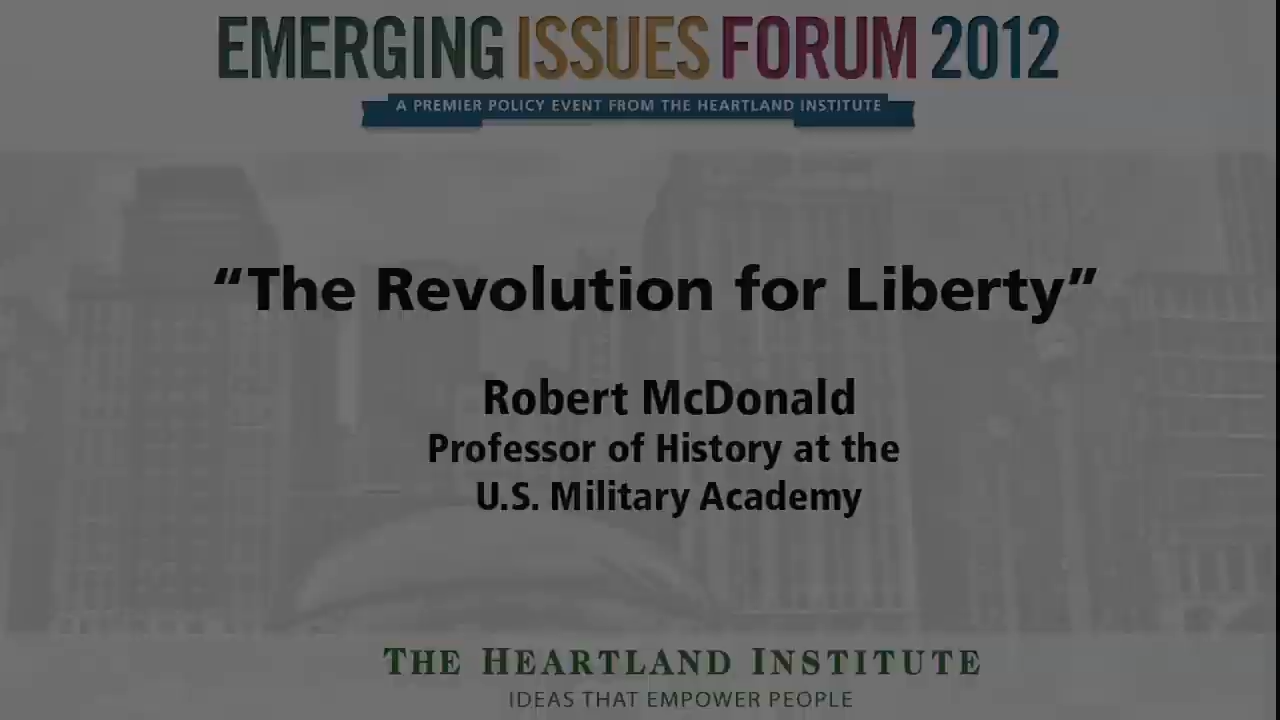 EMERGING ISSUES FORUM 2012
A PREMIER POLICY EVENT FROM THE HEARTLAND INSTITUTE
“The Revolution for Liberty”
Robert McDonald
Professor of History at the
U.S. Military Academy
THE HEARTLAND INSTITUTE
IDEAS THAT EMPOWER PEOPLE